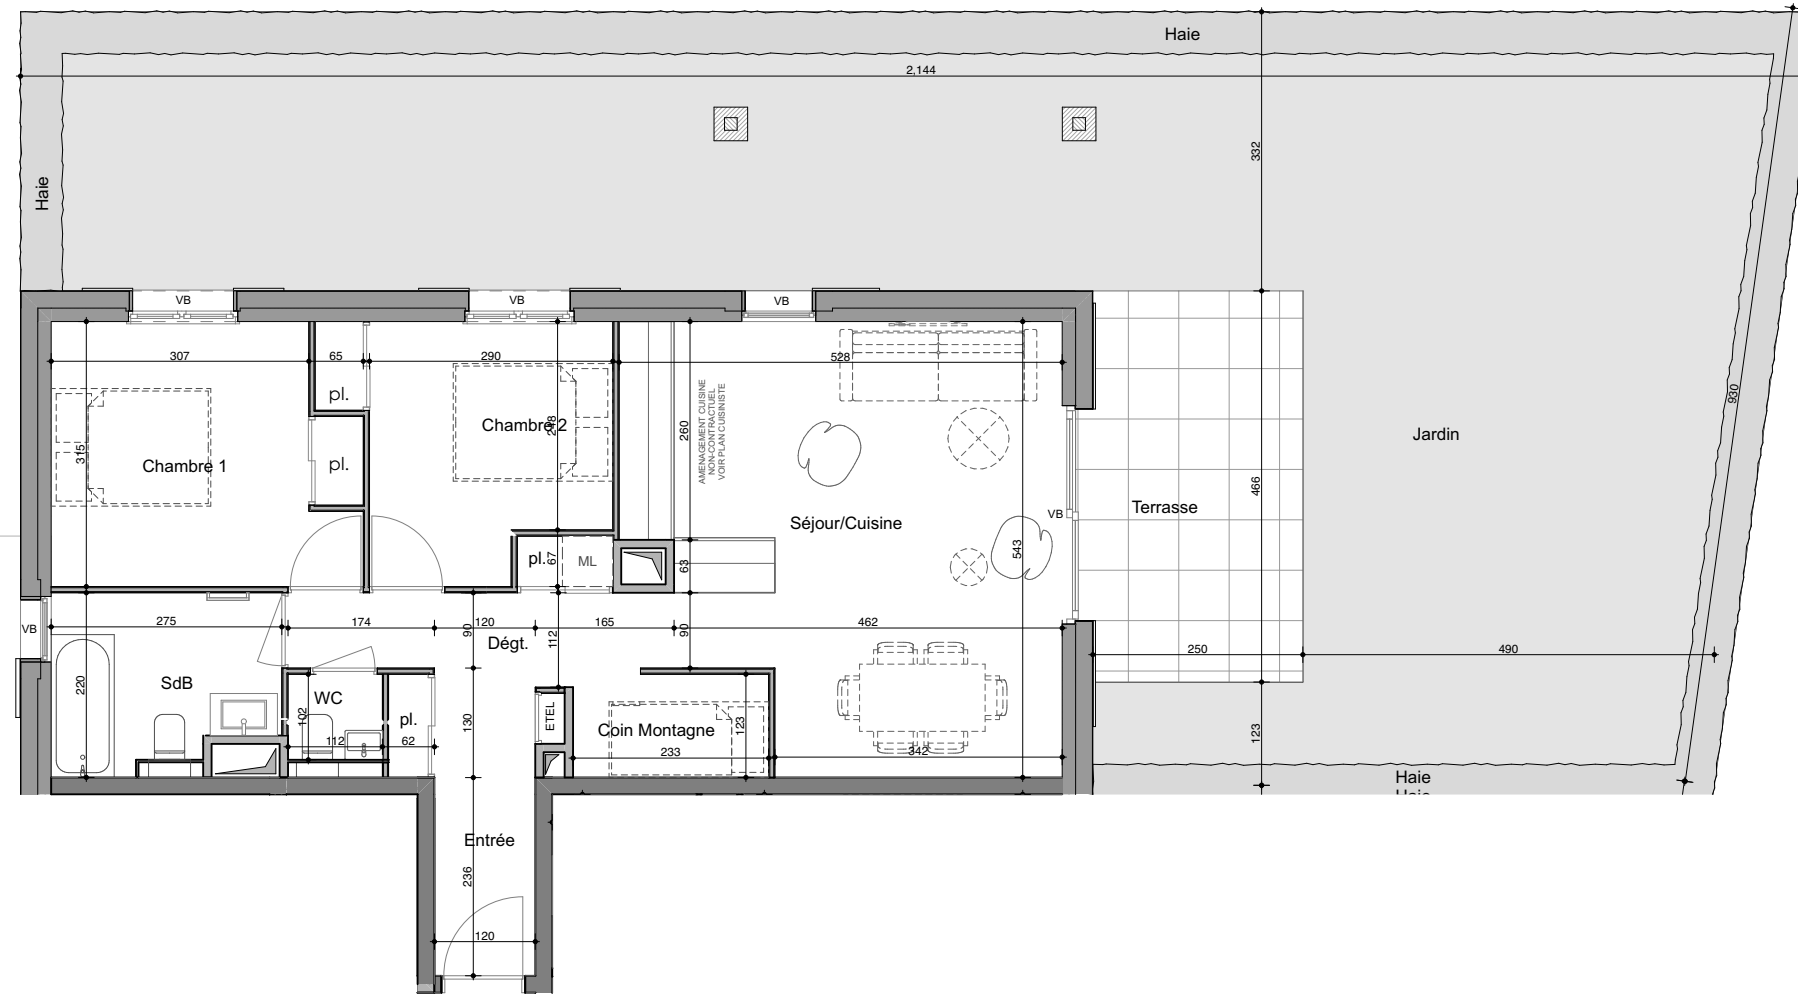 Haie
2,144
332
Haie
VB
VB
VB
307
65
290
528
pl.
AMENAGEMENT CUISINE
NON-CONTRACTUEL
VOIR PLAN CUISINISTE
930
Chambre 2
248
260
Jardin
315
Chambre 1
pl.
466
Terrasse
VB
Séjour/Cuisine
543
pl.
67
ML
63
VB
275
174
90
120
112
165
90
462
Dégt.
250
490
220
SdB
WC
102
pl.
130
ETEL
Coin Montagne
123
123
112
62
233
342
Haie
Haie
Entrée
236
120